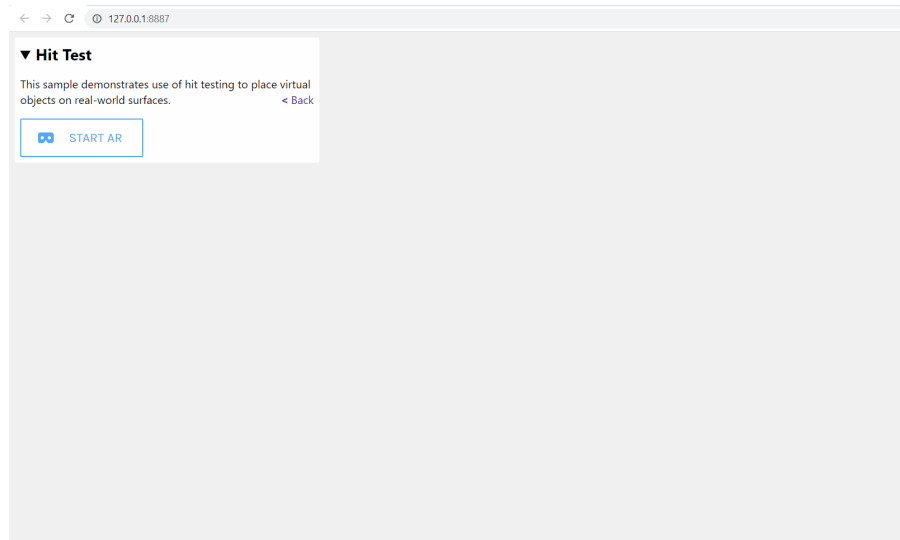 127.0.0.1:8887
▼ Hit Test
This sample demonstrates use of hit testing to place virtual
objects on real-world surfaces. < Back
START AR